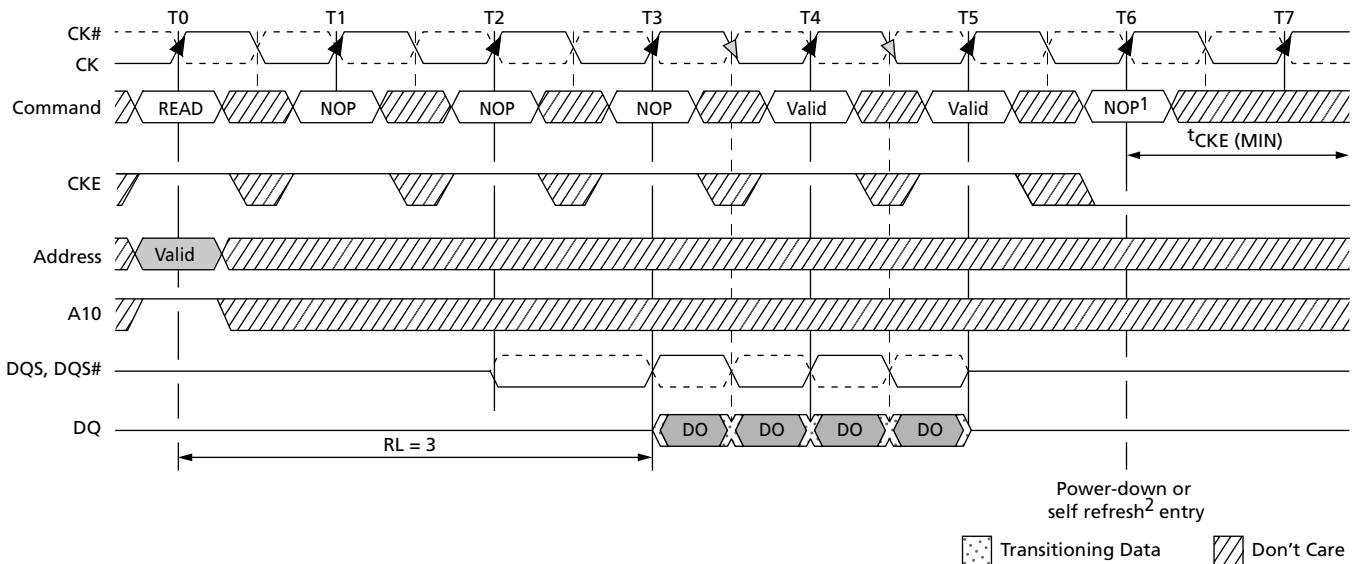 T0 T1 T2 T3 T4 T5 T6 T7
CK#
CK
Command READ NOP NOP NOP Valid Valid NOP1
tCKE (MIN)
CKE
Address Valid
A10
DQS, DQS#
DQ DO DO DO DO
RL = 3
Power-down or
self refresh2 entry
Transitioning Data Don't Care